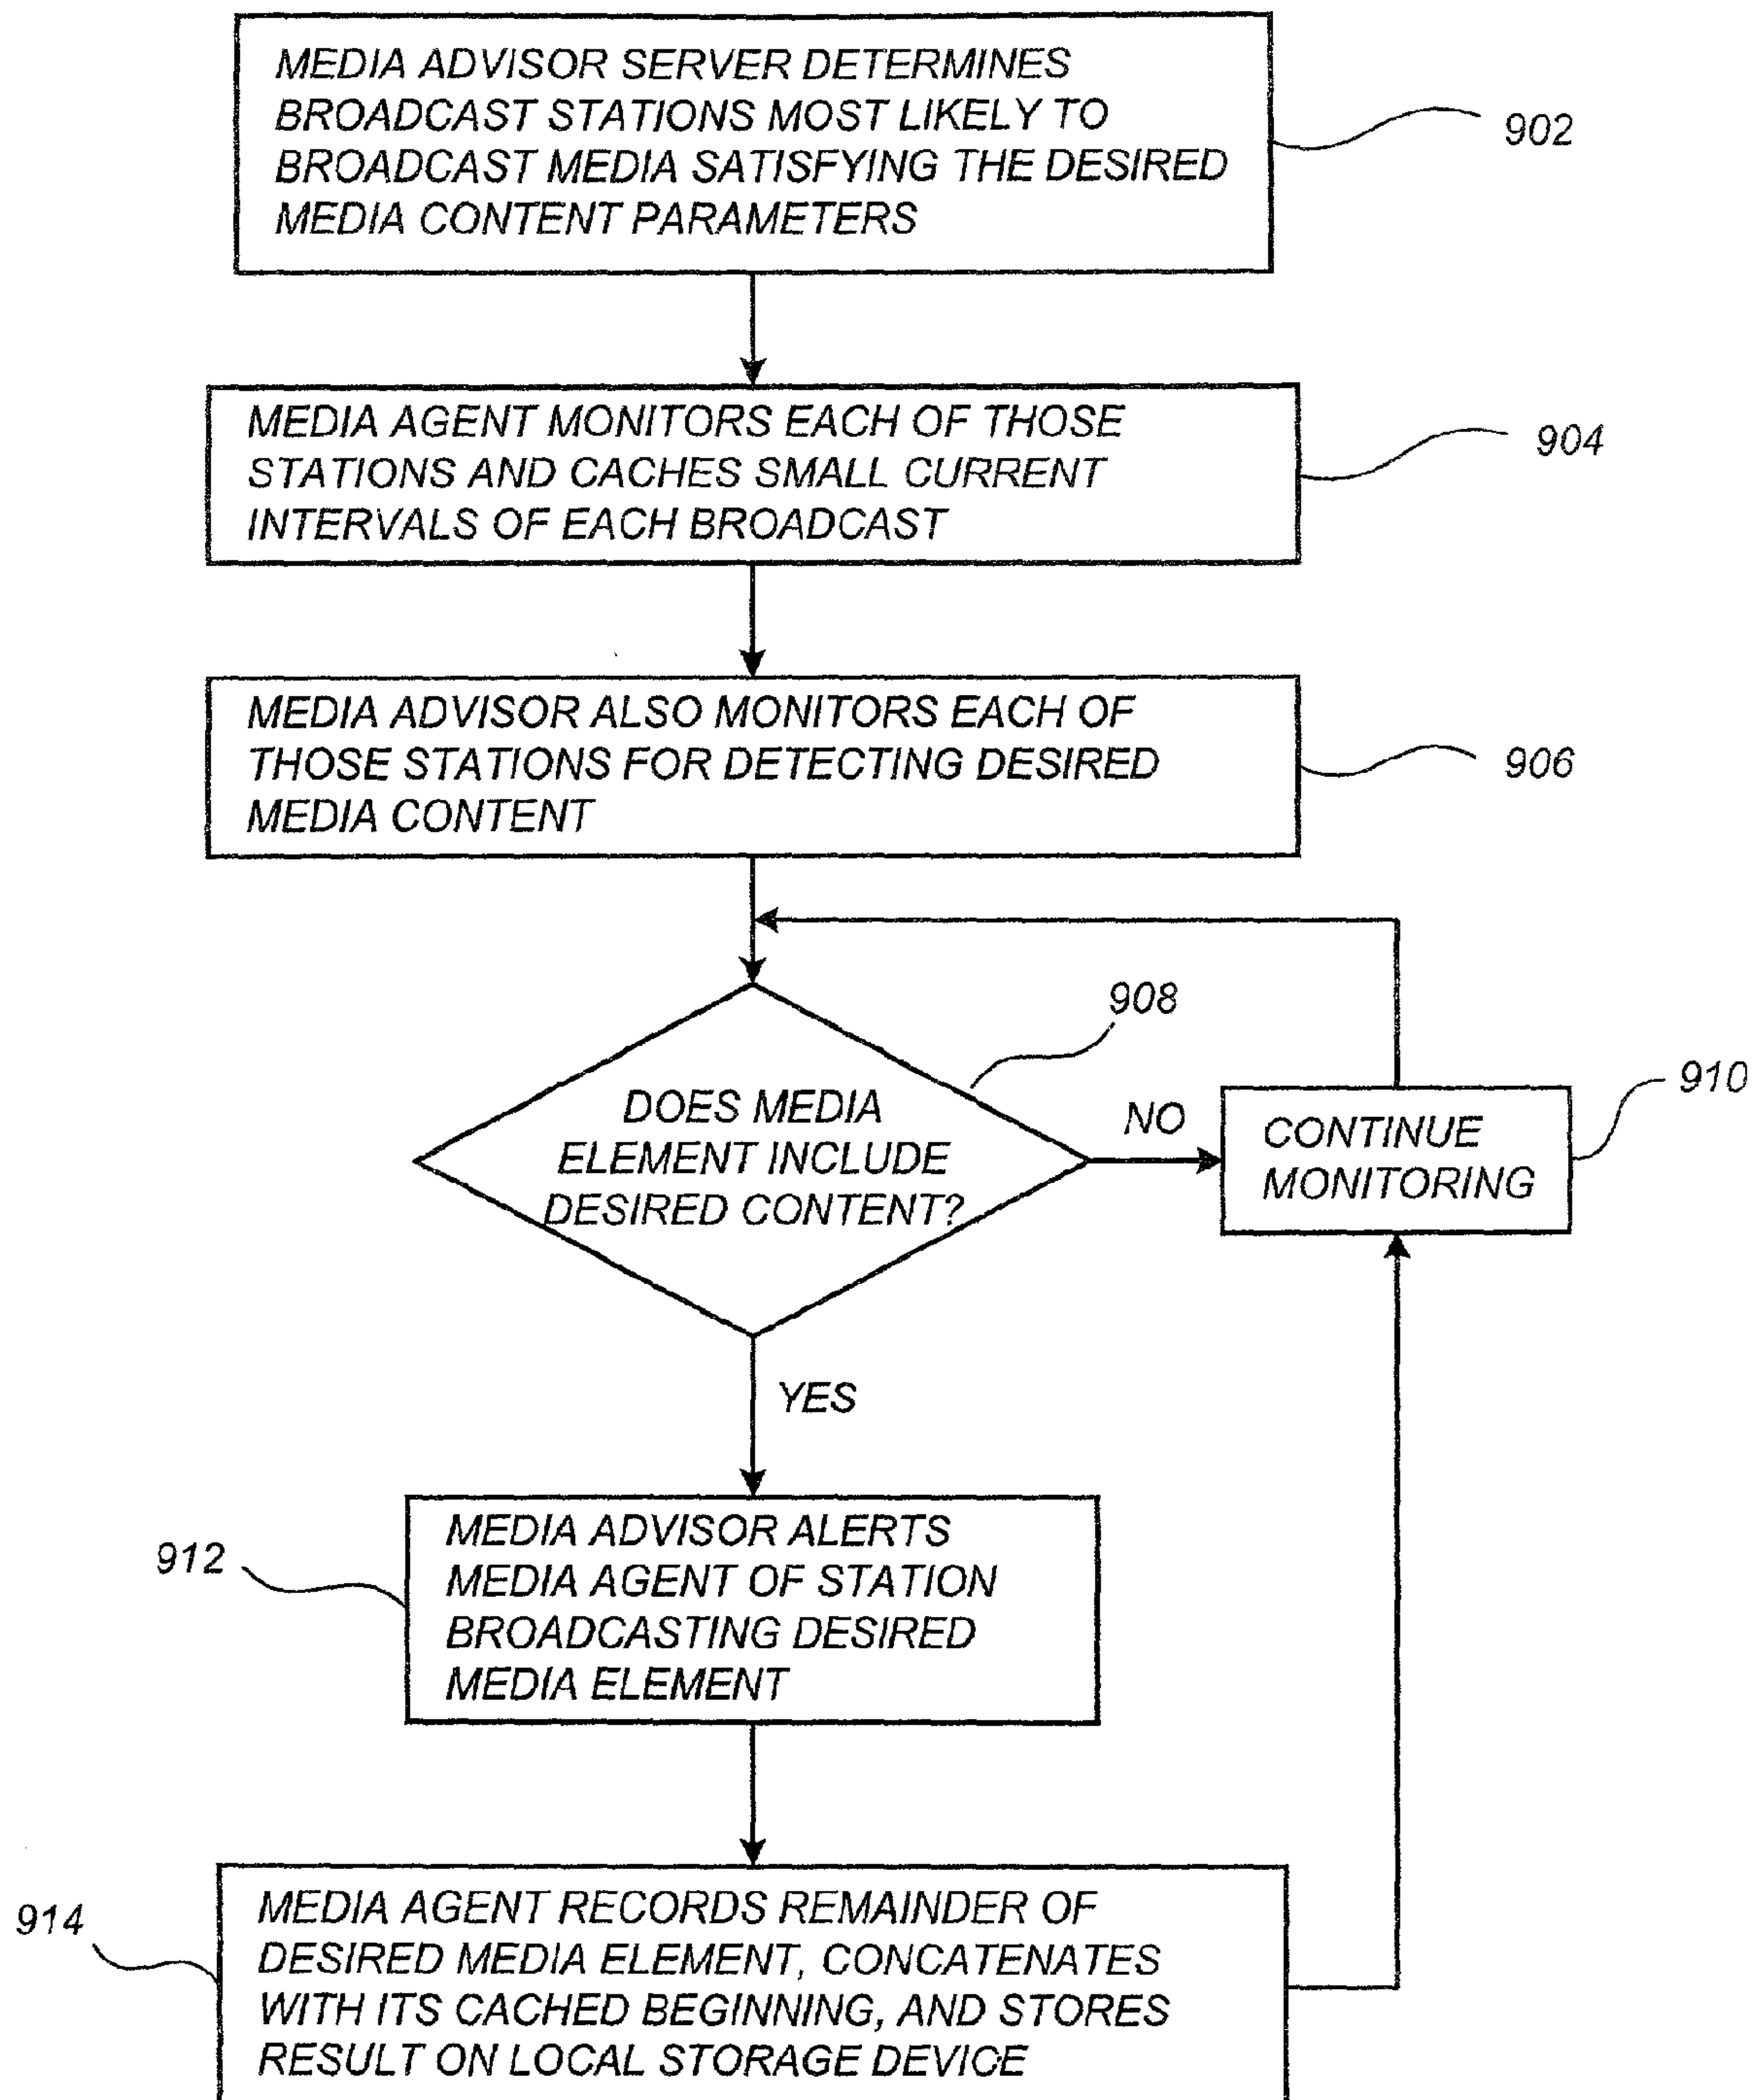 MEDIA ADVISOR SERVER DETERMINES
BROADCAST STATIONS MOST LIKELY TO
BROADCAST MEDIA SATISFYING THE DESIRED
MEDIA CONTENT PARAMETERS
902
MEDIA AGENT MONITORS EACH OF THOSE
STATIONS AND CACHES SMALL CURRENT
INTERVALS OF EACH BROADCAST
904
MEDIA ADVISOR ALSO MONITORS EACH OF
THOSE STATIONS FOR DETECTING DESIRED
MEDIA CONTENT
906
908
DOES MEDIA
ELEMENT INCLUDE
DESIRED CONTENT?
NO
CONTINUE
MONITORING
910
YES
912
MEDIA ADVISOR ALERTS
MEDIA AGENT OF STATION
BROADCASTING DESIRED
MEDIA ELEMENT
914
MEDIA AGENT RECORDS REMAINDER OF
DESIRED MEDIA ELEMENT, CONCATENATES
WITH ITS CACHED BEGINNING, AND STORES
RESULT ON LOCAL STORAGE DEVICE